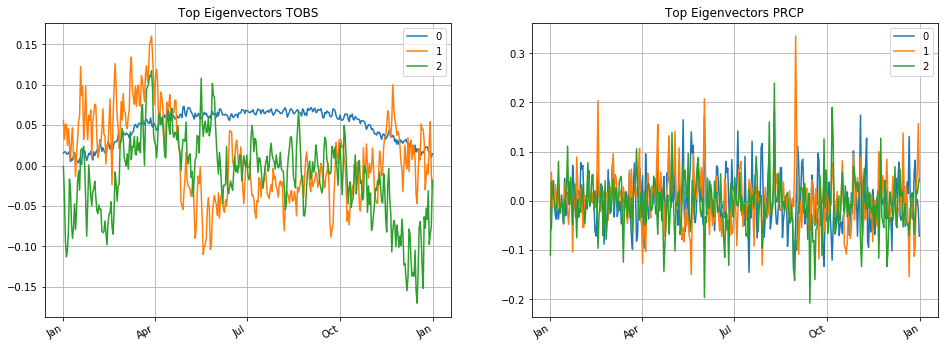 Top Eigenvectors TOBS
0
1
2
0.15
0.10
0.05
0.00
−0.05
−0.10
−0.15
Jan
Apr
Jul
Oct
Jan
Top Eigenvectors PRCP
0
1
2
0.3
0.2
0.1
0.0
−0.1
−0.2
Jan
Apr
Jul
Oct
Jan